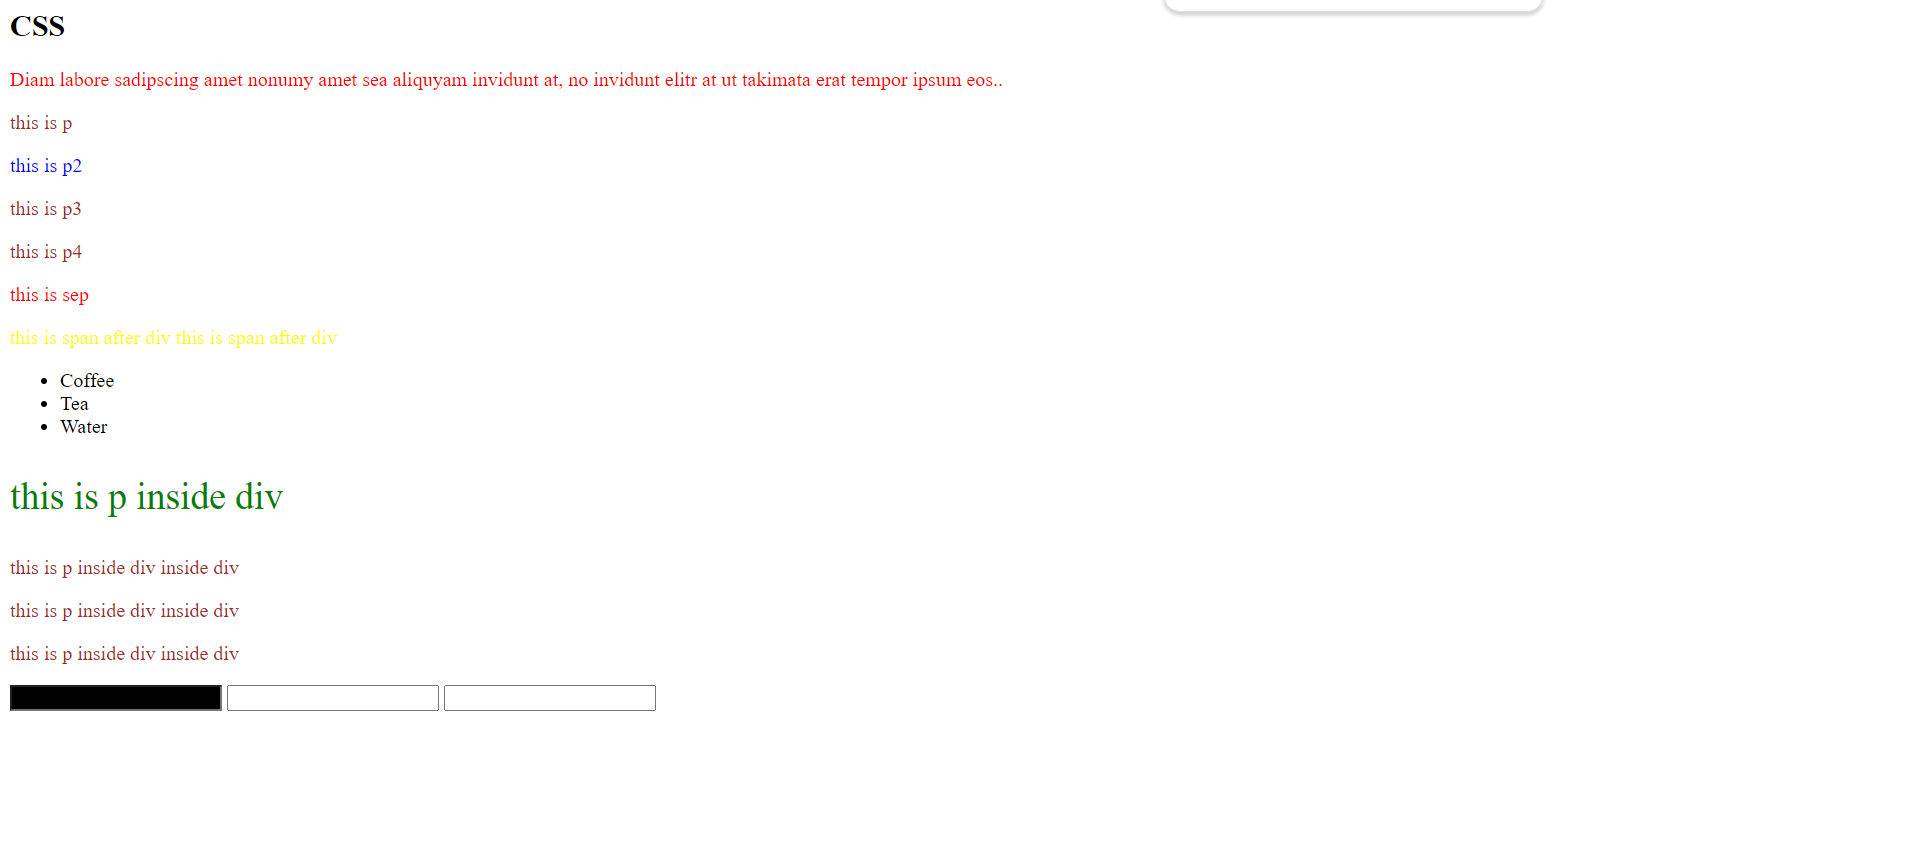 CSS
Diam labore sadipscing amet nonumy amet sea aliquyam invidunt at, no invidunt elitr at ut takimata erat tempor ipsum eos..
this is p
this is p2
this is p3
this is p4
this is sep
this is span after div this is span after div
Coffee
Tea
Water
this is p inside div
this is p inside div inside div
this is p inside div inside div
this is p inside div inside div